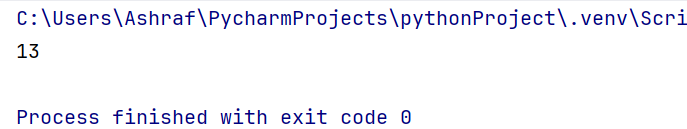 C:\Users\Ashraf\PycharmProjects\pythonProject\.venv\Scri
13
Process finished with exit code 0